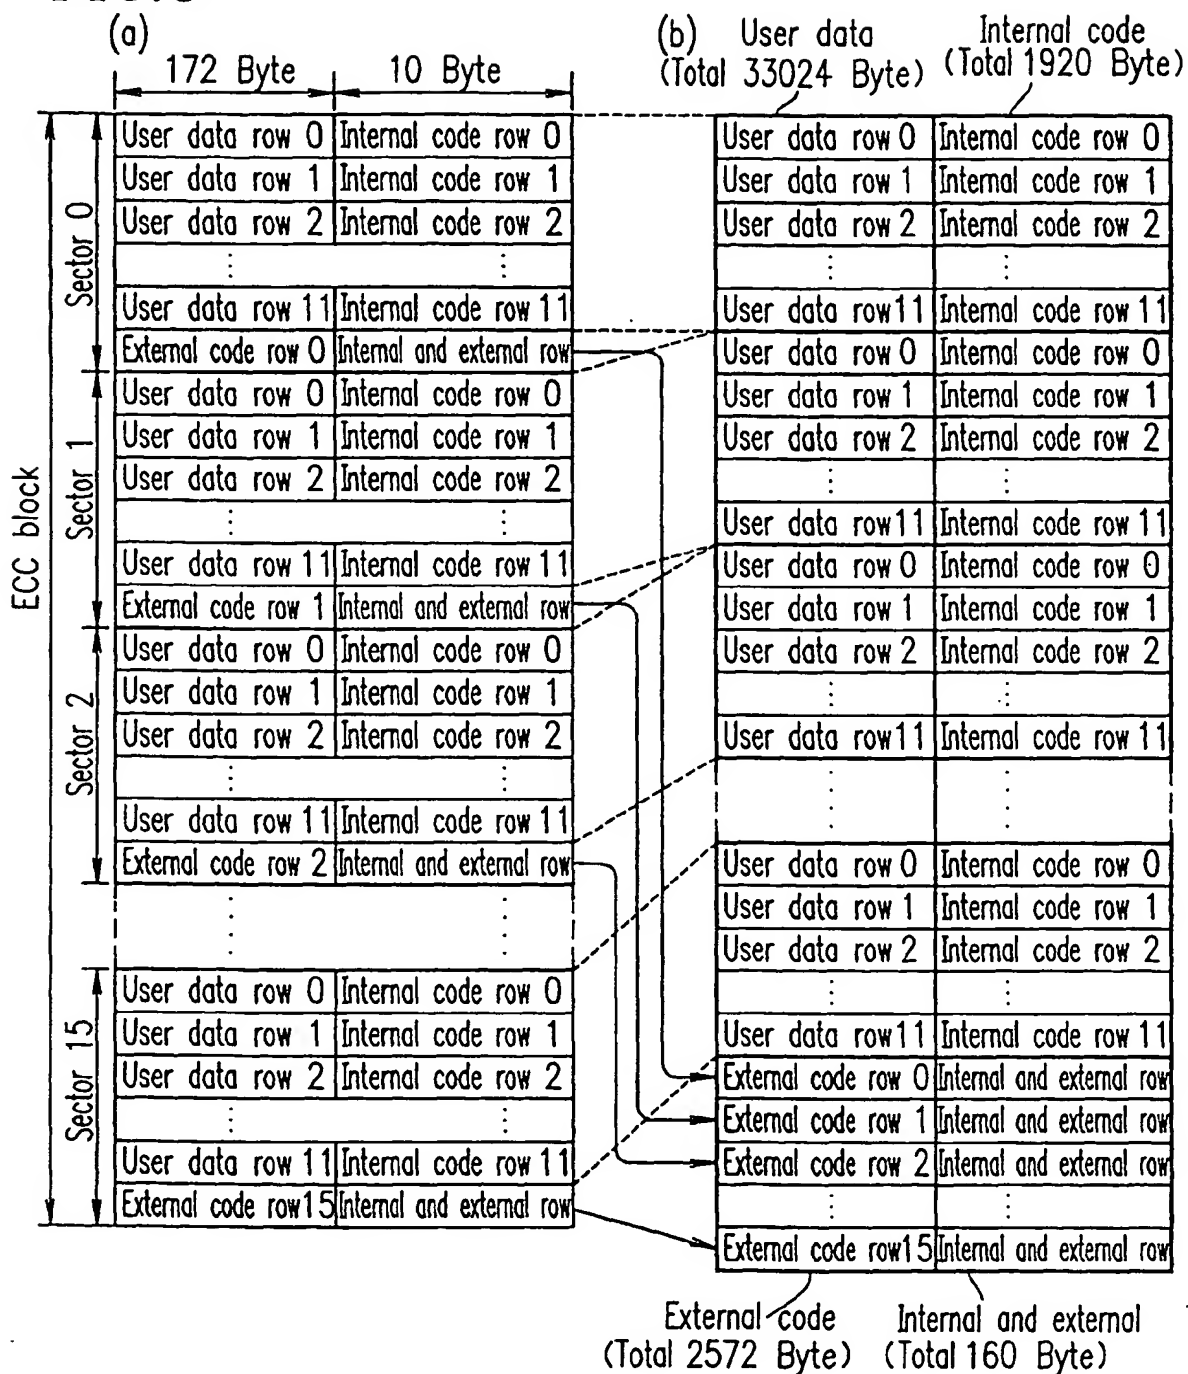 (a)
172 Byte 10 Byte
ECC block
Sector 0
User data row 0 Internal code row 0
User data row 1 Internal code row 1
User data row 2 Internal code row 2
⋮ ⋮
User data row 11 Internal code row 11
External code row 0 Internal and external row
Sector 1
User data row 0 Internal code row 0
User data row 1 Internal code row 1
User data row 2 Internal code row 2
⋮ ⋮
User data row 11 Internal code row 11
External code row 1 Internal and external row
Sector 2
User data row 0 Internal code row 0
User data row 1 Internal code row 1
User data row 2 Internal code row 2
⋮ ⋮
User data row 11 Internal code row 11
External code row 2 Internal and external row
⋮ ⋮
Sector 15
User data row 0 Internal code row 0
User data row 1 Internal code row 1
User data row 2 Internal code row 2
⋮ ⋮
User data row 11 Internal code row 11
External code row 15 Internal and external row
(b)
User data
(Total 33024 Byte)
Internal code
(Total 1920 Byte)
User data row 0 Internal code row 0
User data row 1 Internal code row 1
User data row 2 Internal code row 2
⋮ ⋮
User data row 11 Internal code row 11
User data row 0 Internal code row 0
User data row 1 Internal code row 1
User data row 2 Internal code row 2
⋮ ⋮
User data row 11 Internal code row 11
User data row 0 Internal code row 0
User data row 1 Internal code row 1
User data row 2 Internal code row 2
⋮ ⋮
User data row 11 Internal code row 11
⋮ ⋮
User data row 0 Internal code row 0
User data row 1 Internal code row 1
User data row 2 Internal code row 2
⋮ ⋮
User data row 11 Internal code row 11
External code row 0 Internal and external row
External code row 1 Internal and external row
External code row 2 Internal and external row
⋮ ⋮
External code row 15 Internal and external row
External code
(Total 2572 Byte)
Internal and external
(Total 160 Byte)